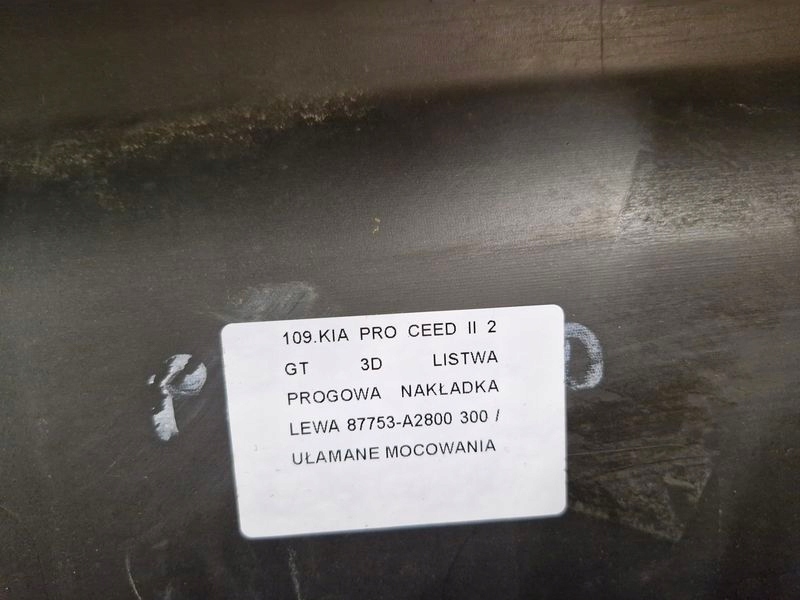 109.KIA PRO CEED II 2
GT 3D LISTWA
PROGOWA NAKŁADKA
LEWA 87753-A2800 300 /
UŁAMANE MOCOWANIA
P D